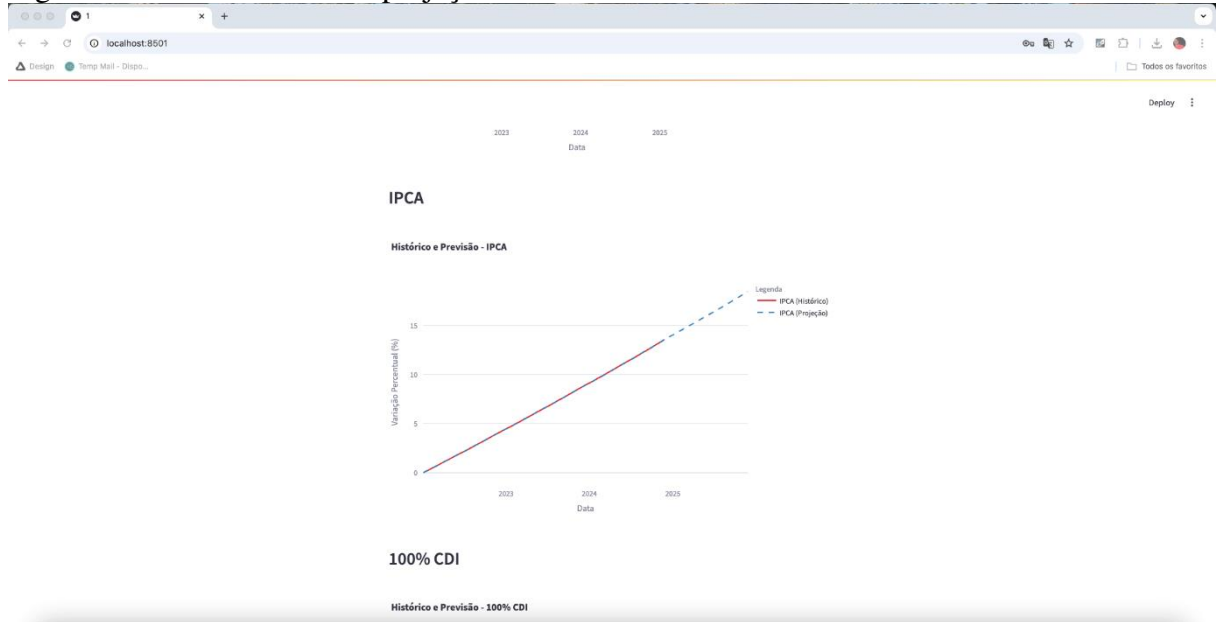 1
localhost:8501
Design
Temp Mail - Dispo...
Todos os favoritos
Deploy
2023 2024 2025
Data
IPCA
Histórico e Previsão - IPCA
Legenda
IPCA (Histórico)
IPCA (Projeção)
Variação Percentual (%)
15
10
5
0
2023 2024 2025
Data
100% CDI
Histórico e Previsão - 100% CDI